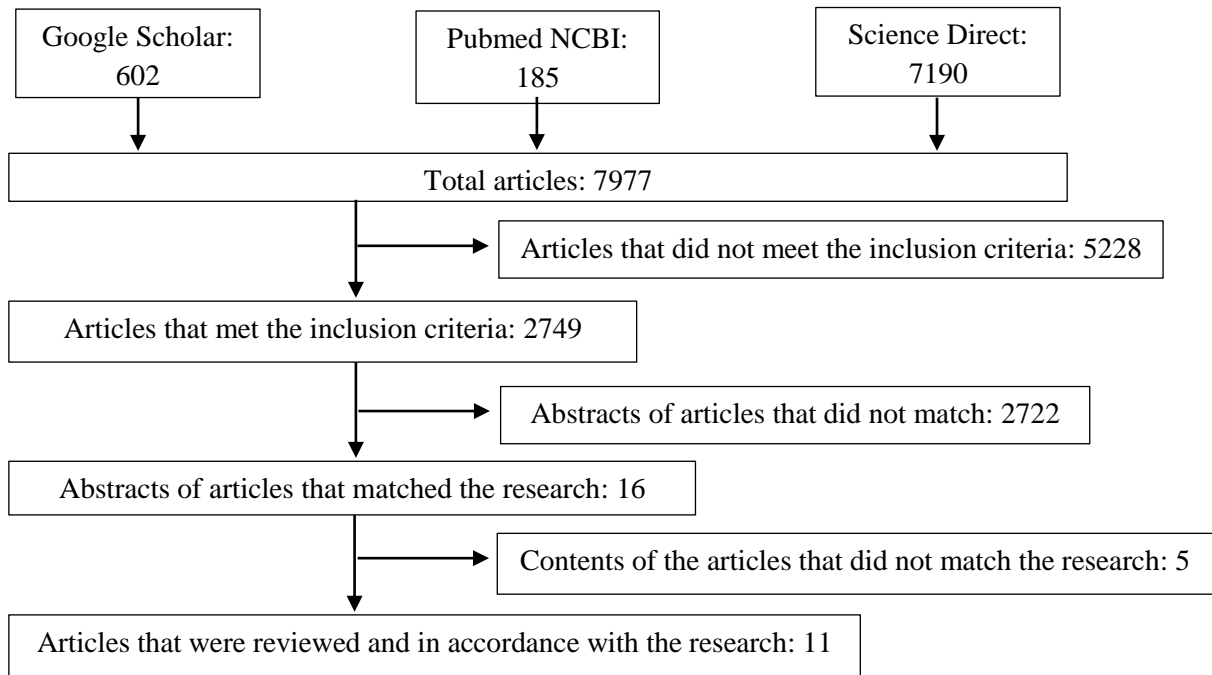 Google Scholar:
602
Pubmed NCBI:
185
Science Direct:
7190
Total articles: 7977
Articles that did not meet the inclusion criteria: 5228
Articles that met the inclusion criteria: 2749
Abstracts of articles that did not match: 2722
Abstracts of articles that matched the research: 16
Contents of the articles that did not match the research: 5
Articles that were reviewed and in accordance with the research: 11